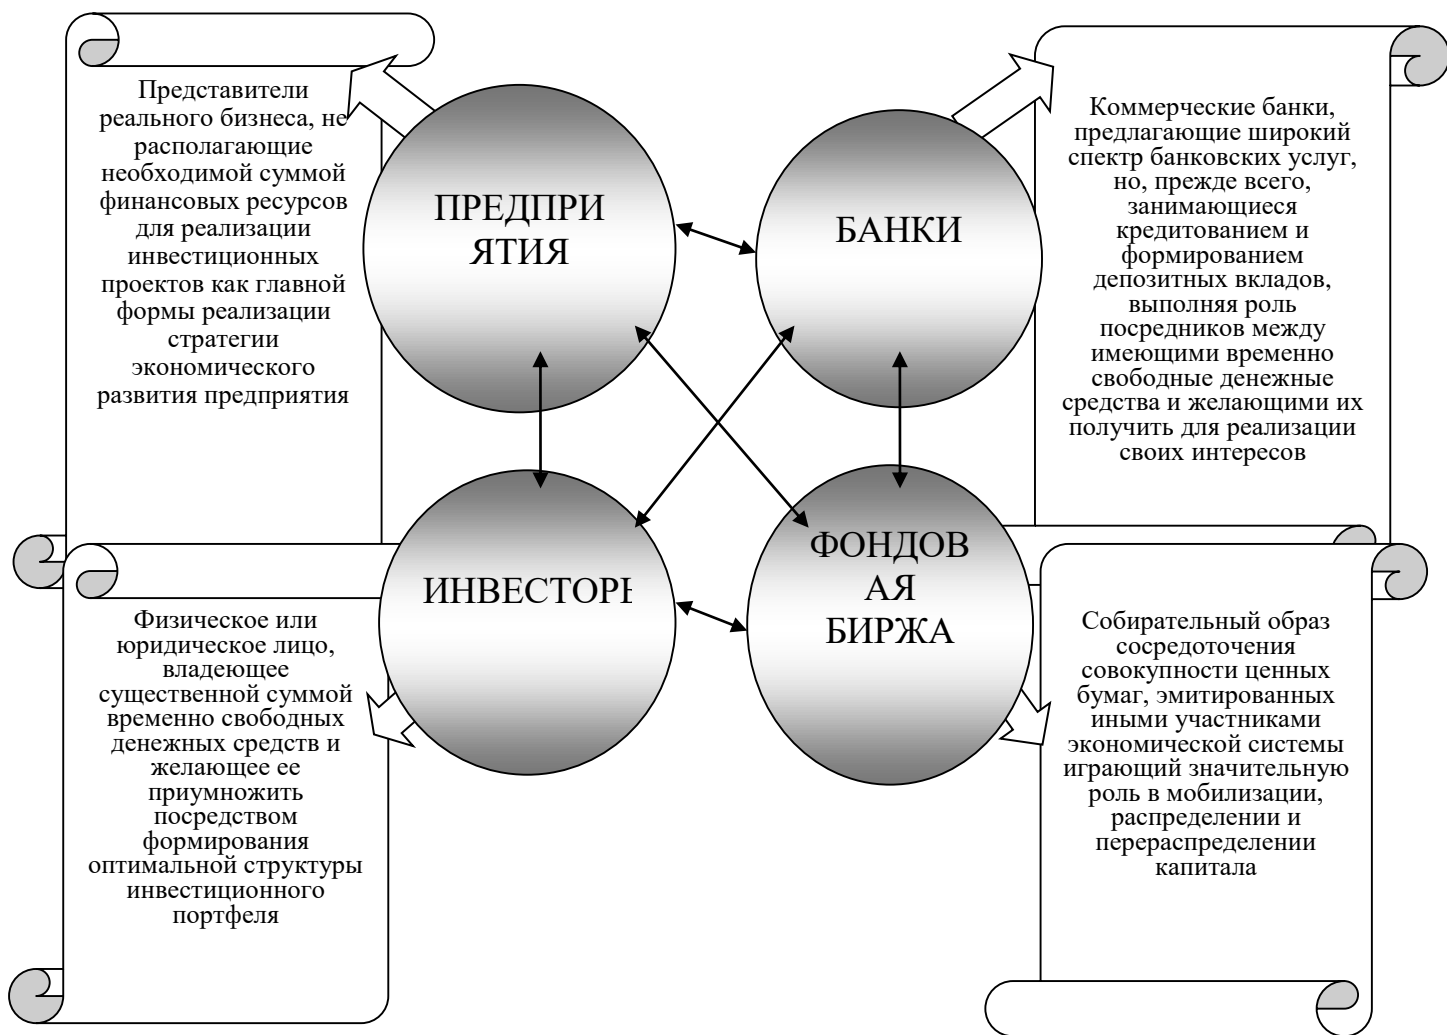 Представители
реального бизнеса, не
располагающие
необходимой суммой
финансовых ресурсов
для реализации
инвестиционных
проектов как главной
формы реализации
стратегии
экономического
развития предприятия
ПРЕДПРИ
ЯТИЯ
БАНКИ
Коммерческие банки,
предлагающие широкий
спектр банковских услуг,
но, прежде всего,
занимающиеся
кредитованием и
формированием
депозитных вкладов,
выполняя роль
посредников между
имеющими временно
свободные денежные
средства и желающими их
получить для реализации
своих интересов
Физическое или
юридическое лицо,
владеющее
существенной суммой
временно свободных
денежных средств и
желающее ее
приумножить
посредством
формирования
оптимальной структуры
инвестиционного
портфеля
ИНВЕСТОРЫ
ФОНДОВ
АЯ
БИРЖА
Собирательный образ
сосредоточения
совокупности ценных
бумаг, эмитированных
иными участниками
экономической системы
играющий значительную
роль в мобилизации,
распределении и
перераспределении
капитала